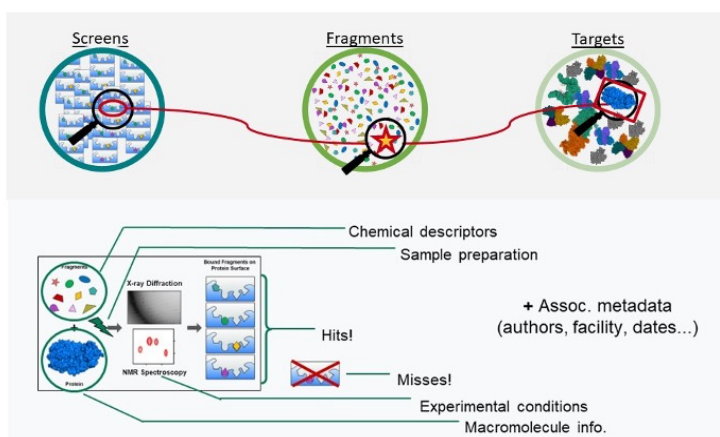 Screens
Fragments
Targets
Chemical descriptors
Sample preparation
Fragments
Bound Fragments on
Protein Surface
X-ray Diffraction
+
+ Assoc. metadata
(authors, facility, dates...)
Hits!
Protein
NMR Spectroscopy
Misses!
Experimental conditions
Macromolecule info.